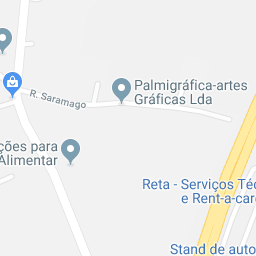 Palmigráfica-artes
Gráficas Lda
R. Saramago
ções para
Alimentar
Reta - Serviços Téc
e Rent-a-car
Stand de auto